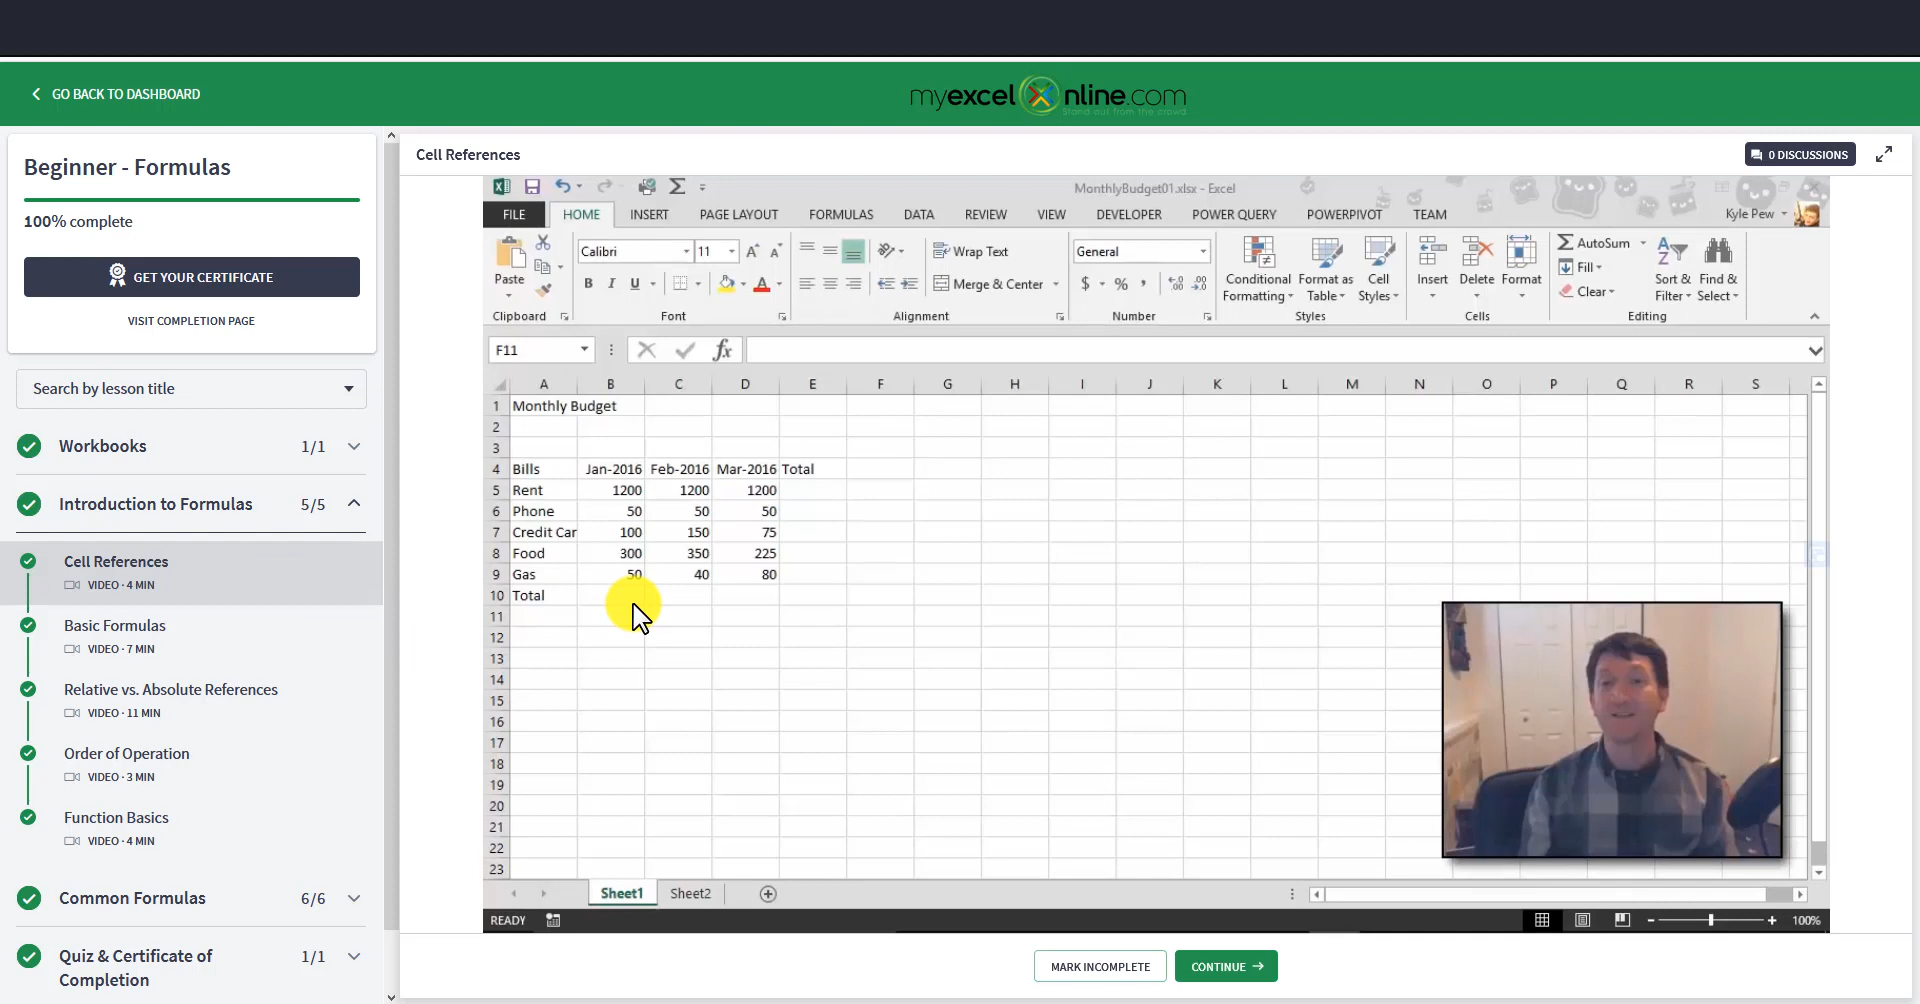 GO BACK TO DASHBOARD
myexcelonline.com
Stand out from the crowd
Beginner - Formulas
100% complete
GET YOUR CERTIFICATE
VISIT COMPLETION PAGE
Search by lesson title
Workbooks 1/1
Introduction to Formulas 5/5
Cell References
VIDEO · 4 MIN
Basic Formulas
VIDEO · 7 MIN
Relative vs. Absolute References
VIDEO · 11 MIN
Order of Operation
VIDEO · 3 MIN
Function Basics
VIDEO · 4 MIN
Common Formulas 6/6
Quiz & Certificate of 1/1
Completion
Cell References
0 DISCUSSIONS
MonthlyBudget01.xlsx - Excel
FILE HOME INSERT PAGE LAYOUT FORMULAS DATA REVIEW VIEW DEVELOPER POWER QUERY POWERPIVOT TEAM Kyle Pew
Calibri 11 Wrap Text General AutoSum
Paste B I U Merge & Center $ % , Conditional Format as Cell Insert Delete Format Fill Sort & Find &
Formatting Table Styles Clear Filter Select
Clipboard Font Alignment Number Styles Cells Editing
F11 fx
A B C D E F G H I J K L M N O P Q R S
1 Monthly Budget
2
3
4 Bills Jan-2016 Feb-2016 Mar-2016 Total
5 Rent 1200 1200 1200
6 Phone 50 50 50
7 Credit Car 100 150 75
8 Food 300 350 225
9 Gas 50 40 80
10 Total
11
12
13
14
15
16
17
18
19
20
21
22
23
Sheet1 Sheet2
READY 100%
MARK INCOMPLETE CONTINUE